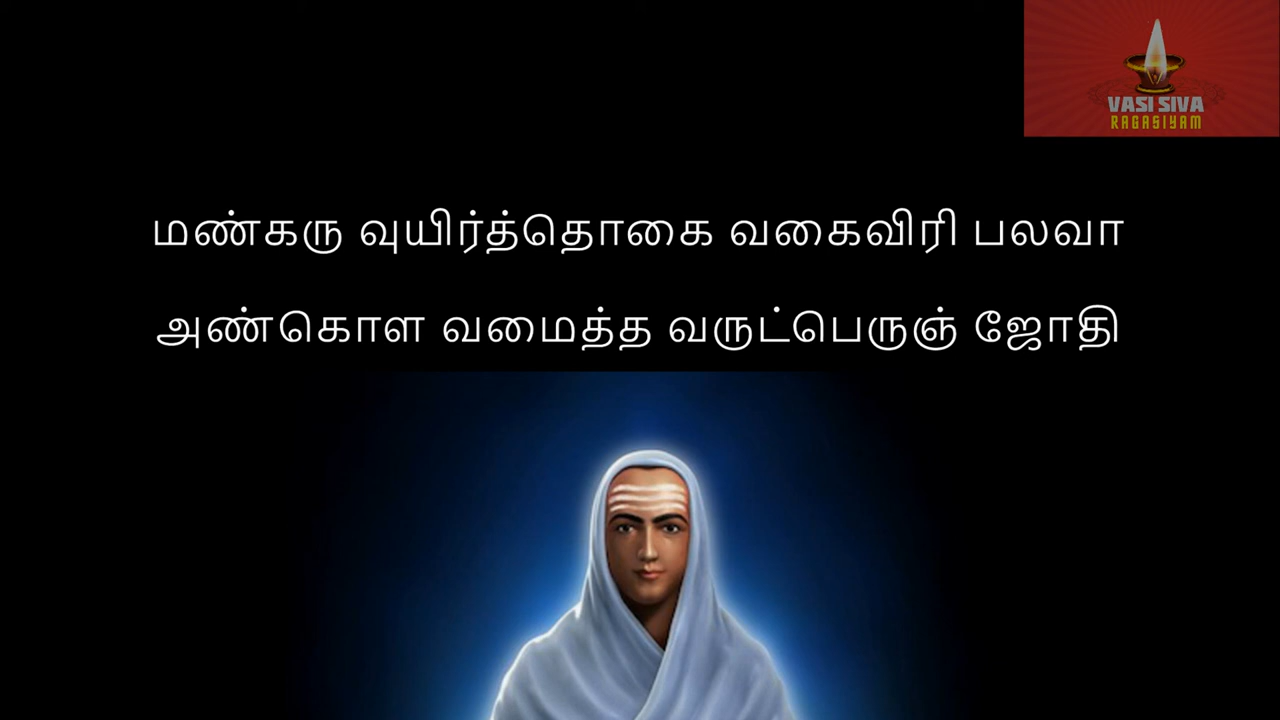 VASI SIVA
RAGASIYAM
மண்கரு வுயிர்த்தொகை வகைவிரி பலவா
அண்கொள வமைத்த வருட்பெருஞ் ஜோதி